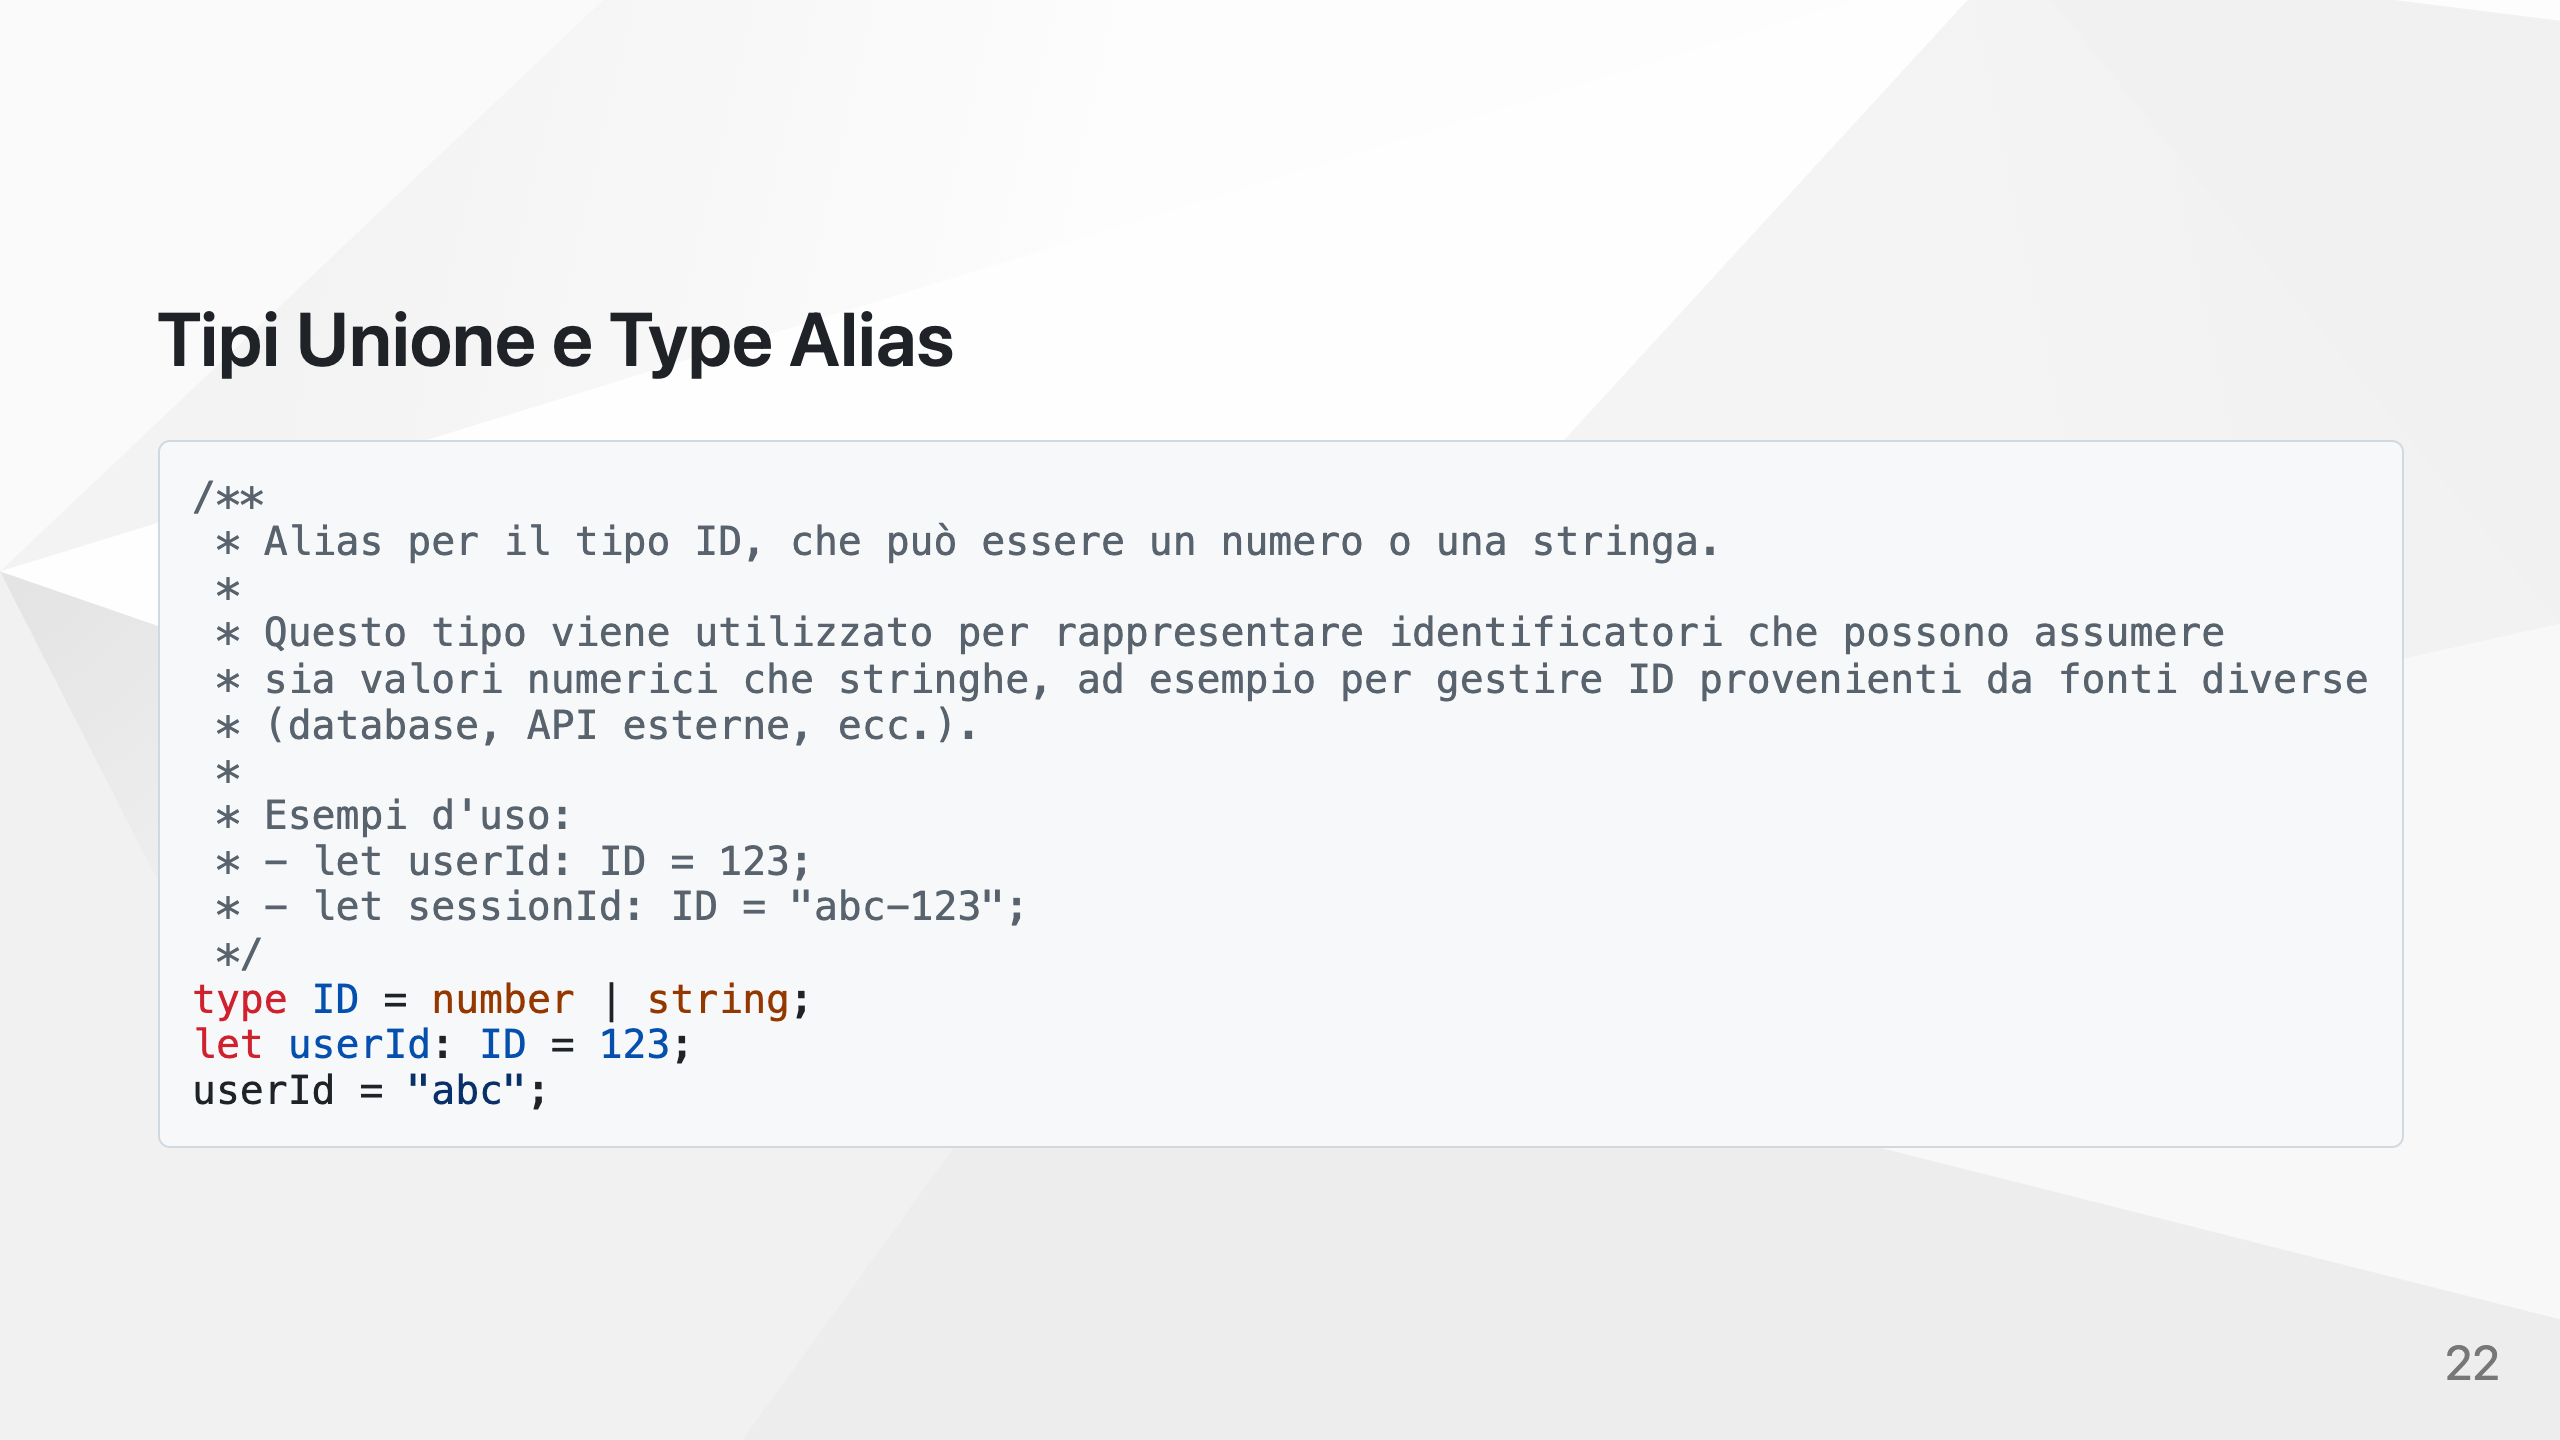 Tipi Unione e Type Alias
/**
 * Alias per il tipo ID, che può essere un numero o una stringa.
 *
 * Questo tipo viene utilizzato per rappresentare identificatori che possono assumere
 * sia valori numerici che stringhe, ad esempio per gestire ID provenienti da fonti diverse
 * (database, API esterne, ecc.).
 *
 * Esempi d'uso:
 * - let userId: ID = 123;
 * - let sessionId: ID = "abc-123";
 */
type ID = number | string;
let userId: ID = 123;
userId = "abc";
22